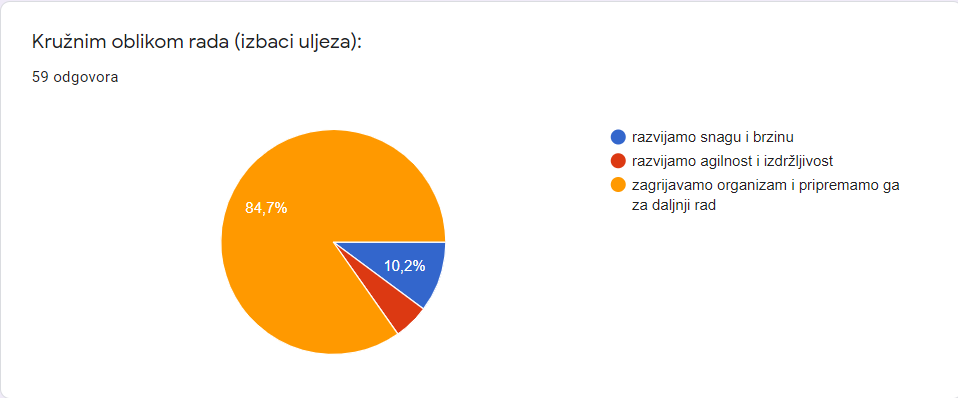 Kružnim oblikom rada (izbaci uljeza):
59 odgovora
84,7%
10,2%
razvijamo snagu i brzinu
razvijamo agilnost i izdržljivost
zagrijavamo organizam i pripremamo ga
za daljnji rad